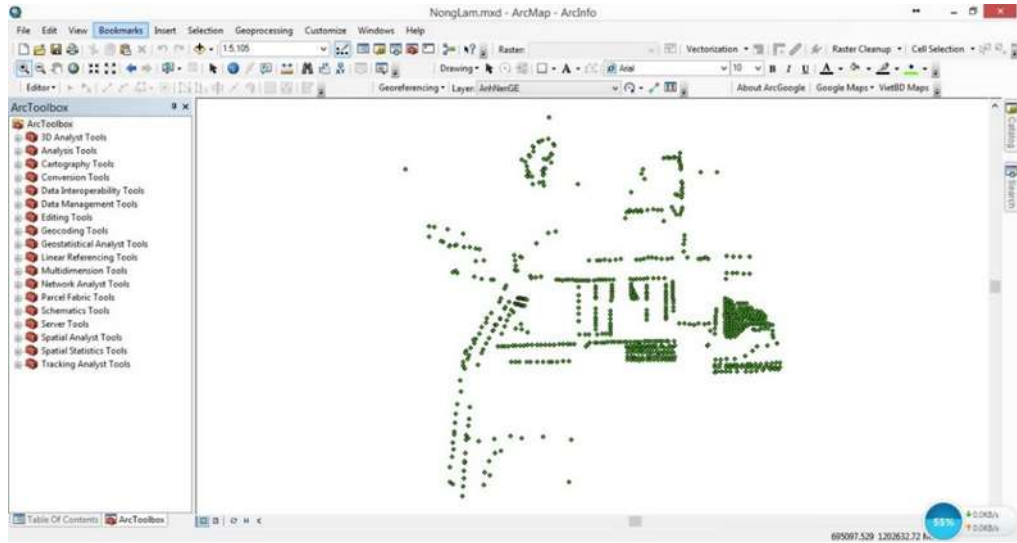 NongLam.mxd - ArcMap - ArcInfo
File Edit View Bookmarks Insert Selection Geoprocessing Customize Windows Help
1:5,105 Raster: Vectorization Raster Cleanup Cell Selection
Drawing A Arial 10 B I U A
Editor Georeferencing Layer: AnhNenGE About ArcGoogle Google Maps VietBD Maps
ArcToolbox
ArcToolbox
3D Analyst Tools
Analysis Tools
Cartography Tools
Conversion Tools
Data Interoperability Tools
Data Management Tools
Editing Tools
Geocoding Tools
Geostatistical Analyst Tools
Linear Referencing Tools
Multidimension Tools
Network Analyst Tools
Parcel Fabric Tools
Schematics Tools
Server Tools
Spatial Analyst Tools
Spatial Statistics Tools
Tracking Analyst Tools
Catalog
Search
Table Of Contents ArcToolbox
55% 0.0KB/s
0.0KB/s
695097.529 1202632.72